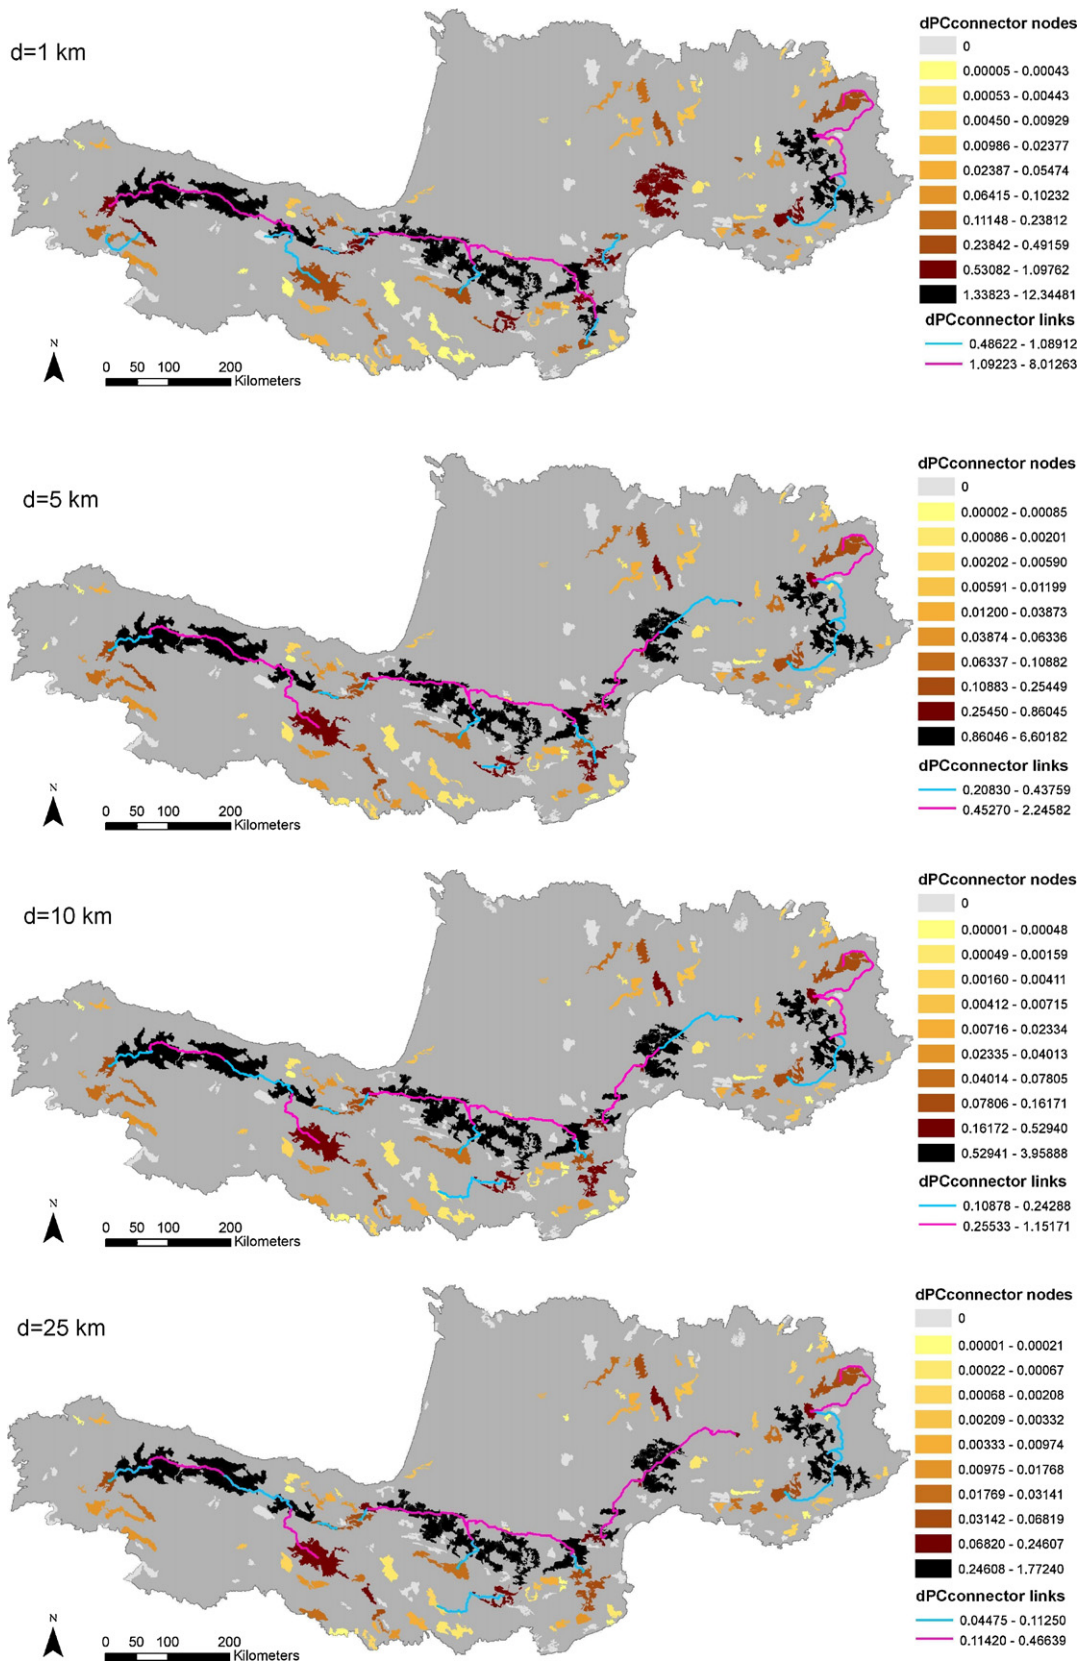 d=1 km
dPCconnector nodes
0
0.00005 - 0.00043
0.00053 - 0.00443
0.00450 - 0.00929
0.00986 - 0.02377
0.02387 - 0.05474
0.06415 - 0.10232
0.11148 - 0.23812
0.23842 - 0.49159
0.53082 - 1.09762
1.33823 - 12.34481
dPCconnector links
0.48622 - 1.08912
1.09223 - 8.01263
N
0 50 100 200
Kilometers
d=5 km
dPCconnector nodes
0
0.00002 - 0.00085
0.00086 - 0.00201
0.00202 - 0.00590
0.00591 - 0.01199
0.01200 - 0.03873
0.03874 - 0.06336
0.06337 - 0.10882
0.10883 - 0.25449
0.25450 - 0.86045
0.86046 - 6.60182
dPCconnector links
0.20830 - 0.43759
0.45270 - 2.24582
N
0 50 100 200
Kilometers
d=10 km
dPCconnector nodes
0
0.00001 - 0.00048
0.00049 - 0.00159
0.00160 - 0.00411
0.00412 - 0.00715
0.00716 - 0.02334
0.02335 - 0.04013
0.04014 - 0.07805
0.07806 - 0.16171
0.16172 - 0.52940
0.52941 - 3.95888
dPCconnector links
0.10878 - 0.24288
0.25533 - 1.15171
N
0 50 100 200
Kilometers
d=25 km
dPCconnector nodes
0
0.00001 - 0.00021
0.00022 - 0.00067
0.00068 - 0.00208
0.00209 - 0.00332
0.00333 - 0.00974
0.00975 - 0.01768
0.01769 - 0.03141
0.03142 - 0.06819
0.06820 - 0.24607
0.24608 - 1.77240
dPCconnector links
0.04475 - 0.11250
0.11420 - 0.46639
N
0 50 100 200
Kilometers